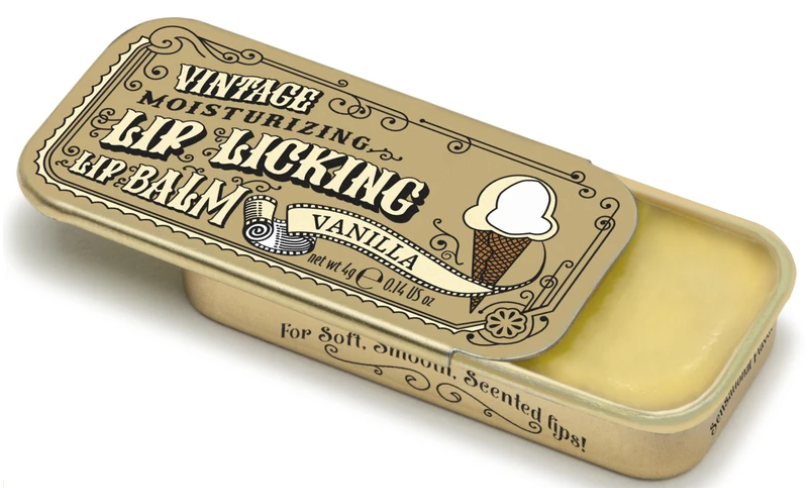 VINTAGE
MOISTURIZING
LIP LICKING
LIP BALM
VANILLA
net wt 4g e 0.14 US oz
For Soft, Smooth, Scented lips!
Sensational